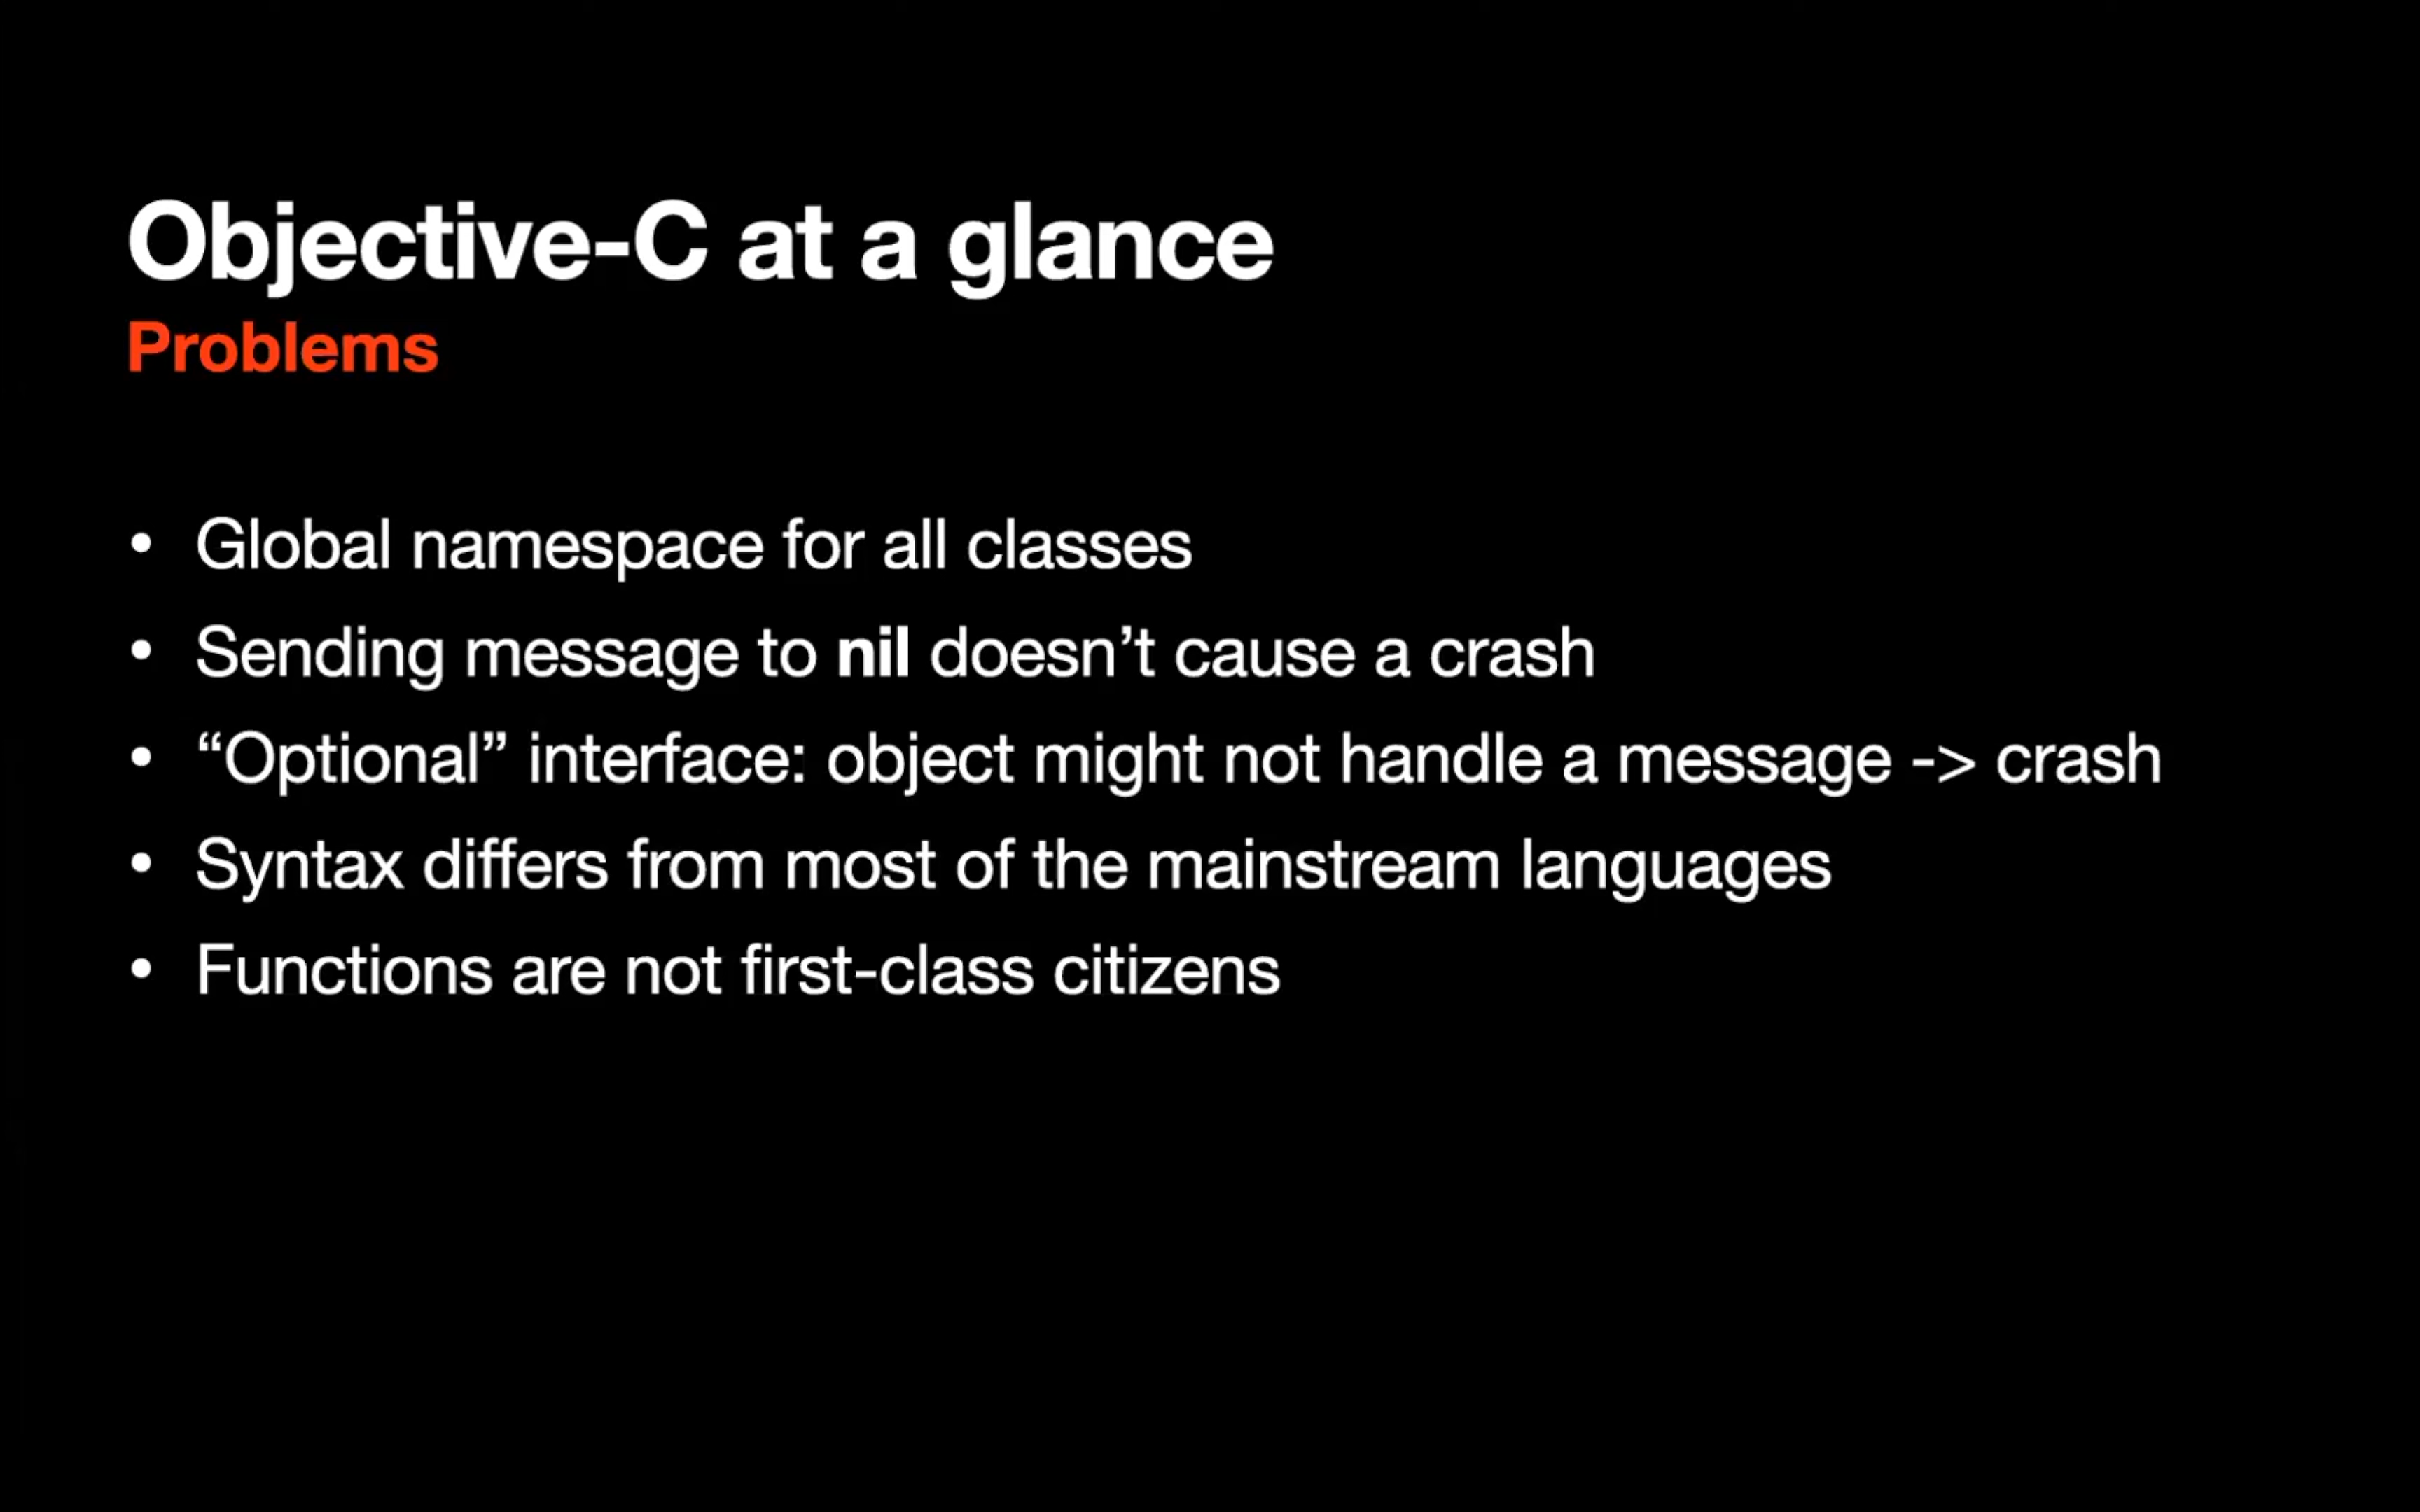 Objective-C at a glance
Problems
• Global namespace for all classes
• Sending message to nil doesn’t cause a crash
• “Optional” interface: object might not handle a message -> crash
• Syntax differs from most of the mainstream languages
• Functions are not first-class citizens